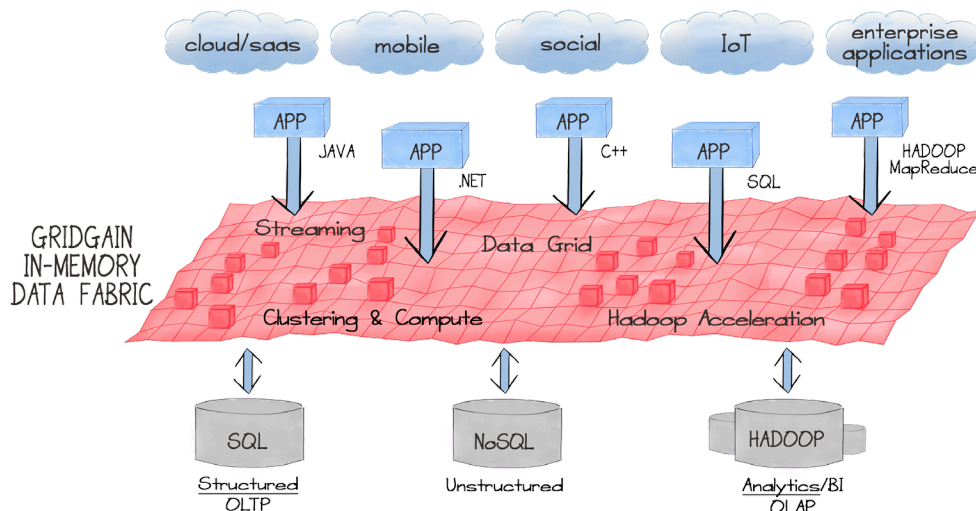 cloud/saas
mobile
social
IoT
enterprise
applications
APP
JAVA
APP
.NET
APP
C++
APP
SQL
APP
HADOOP
MapReduce
GRIDGAIN
IN-MEMORY
DATA FABRIC
Streaming
Data Grid
Clustering & Compute
Hadoop Acceleration
SQL
NoSQL
HADOOP
Structured
OLTP
Unstructured
Analytics/BI
OLAP